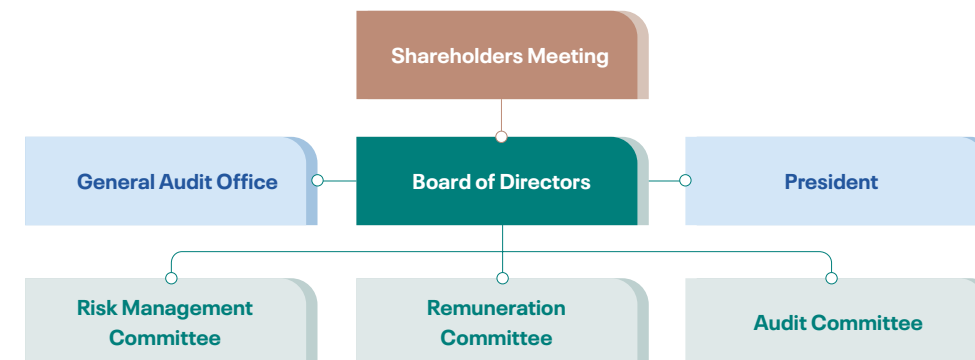 Shareholders Meeting
General Audit Office
Board of Directors
President
Risk Management
Committee
Remuneration
Committee
Audit Committee